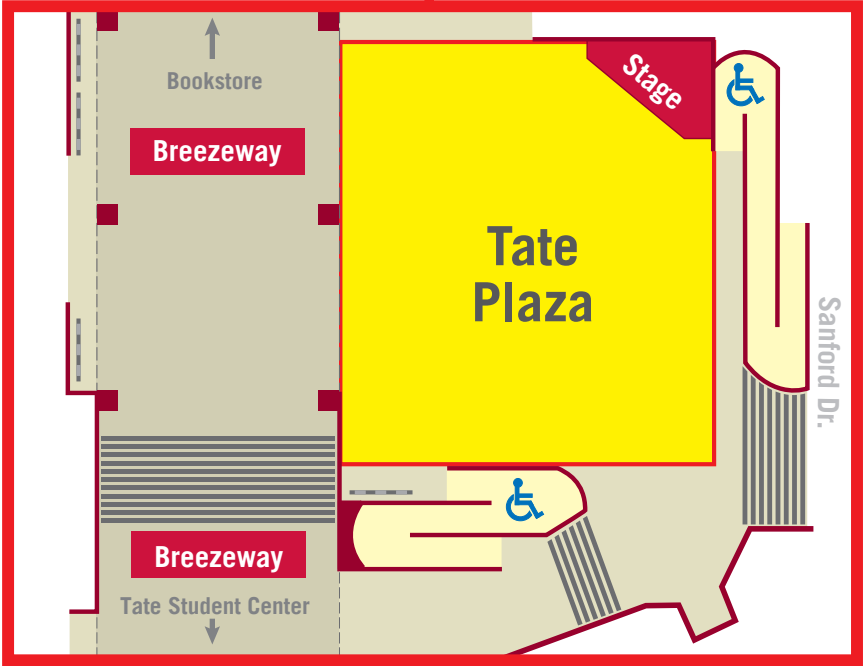 Bookstore
Breezeway
Stage
Tate
Plaza
Sanford Dr.
Breezeway
Tate Student Center